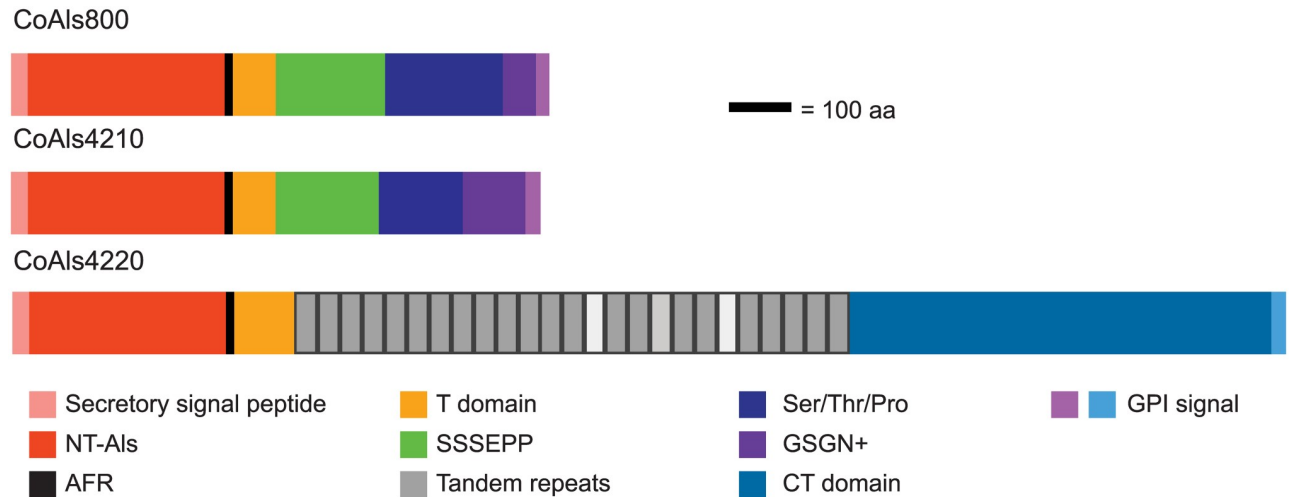 CoAls800
= 100 aa
CoAls4210
CoAls4220
Secretory signal peptide
T domain
Ser/Thr/Pro
GPI signal
NT-Als
SSSEPP
GSGN+
AFR
Tandem repeats
CT domain